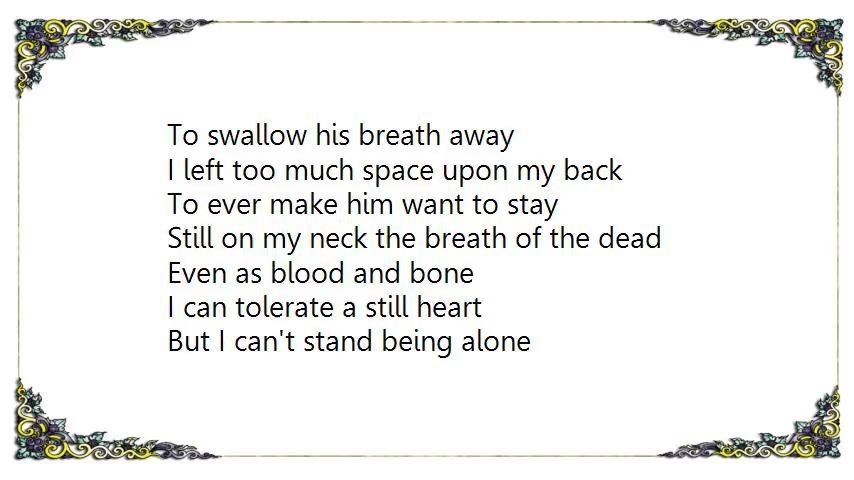 To swallow his breath away
I left too much space upon my back
To ever make him want to stay
Still on my neck the breath of the dead
Even as blood and bone
I can tolerate a still heart
But I can't stand being alone